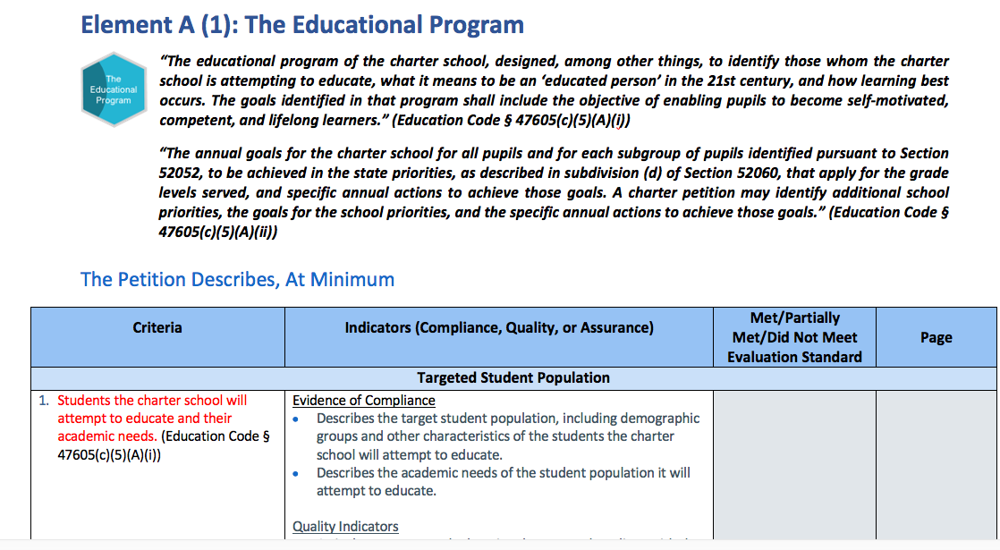 Element A (1): The Educational Program
The
Educational
Program
“The educational program of the charter school, designed, among other things, to identify those whom the charter
school is attempting to educate, what it means to be an ‘educated person’ in the 21st century, and how learning best
occurs. The goals identified in that program shall include the objective of enabling pupils to become self-motivated,
competent, and lifelong learners.” (Education Code § 47605(c)(5)(A)(i))
“The annual goals for the charter school for all pupils and for each subgroup of pupils identified pursuant to Section
52052, to be achieved in the state priorities, as described in subdivision (d) of Section 52060, that apply for the grade
levels served, and specific annual actions to achieve those goals. A charter petition may identify additional school
priorities, the goals for the school priorities, and the specific annual actions to achieve those goals.” (Education Code §
47605(c)(5)(A)(ii))
The Petition Describes, At Minimum
Criteria
Indicators (Compliance, Quality, or Assurance)
Met/Partially
Met/Did Not Meet
Evaluation Standard
Page
Targeted Student Population
1. Students the charter school will
attempt to educate and their
academic needs. (Education Code §
47605(c)(5)(A)(i))
Evidence of Compliance
• Describes the target student population, including demographic
groups and other characteristics of the students the charter
school will attempt to educate.
• Describes the academic needs of the student population it will
attempt to educate.
Quality Indicators